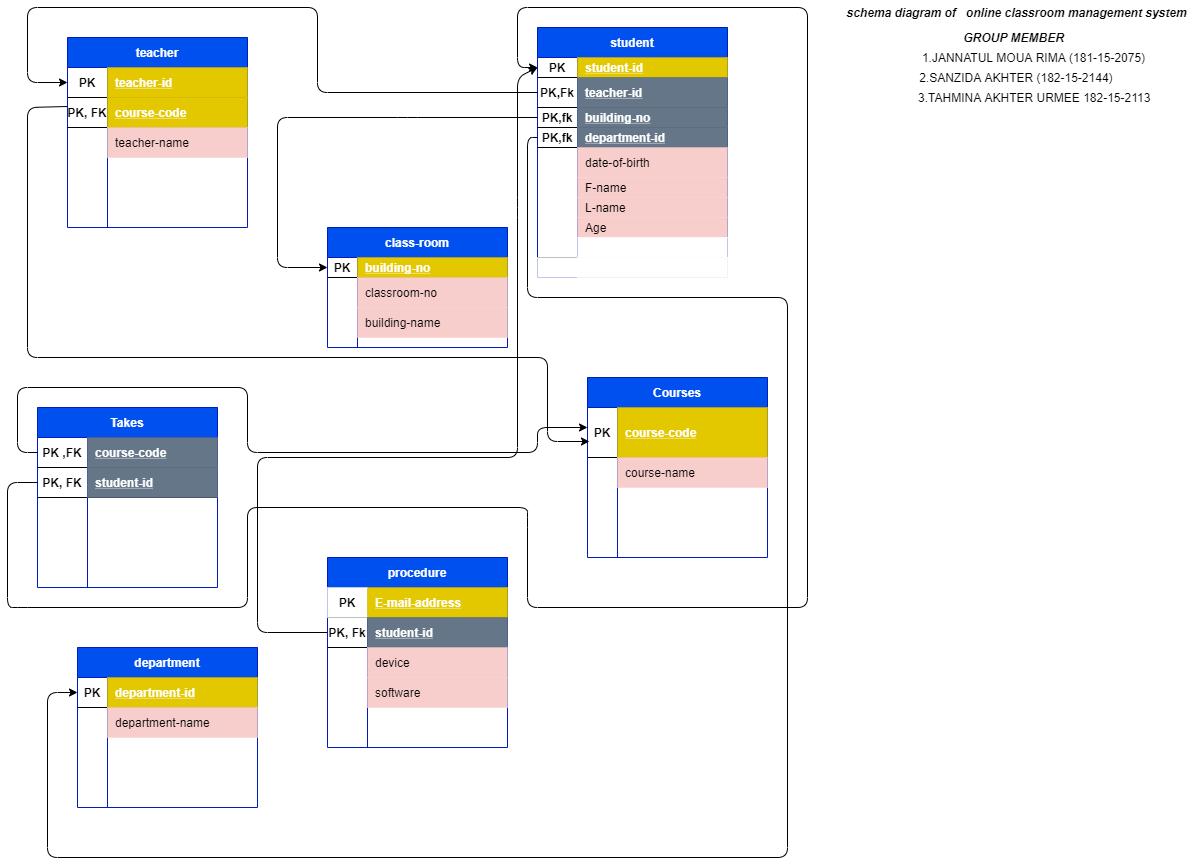 schema diagram of online classroom management system
GROUP MEMBER
1.JANNATUL MOUA RIMA (181-15-2075)
2.SANZIDA AKHTER (182-15-2144)
3.TAHMINA AKHTER URMEE 182-15-2113
teacher
PK teacher-id
PK, FK course-code
teacher-name
student
PK student-id
PK,Fk teacher-id
PK,fk building-no
PK,fk department-id
date-of-birth
F-name
L-name
Age
class-room
PK building-no
classroom-no
building-name
Courses
PK course-code
course-name
Takes
PK ,FK course-code
PK, FK student-id
procedure
PK E-mail-address
PK, Fk student-id
device
software
department
PK department-id
department-name